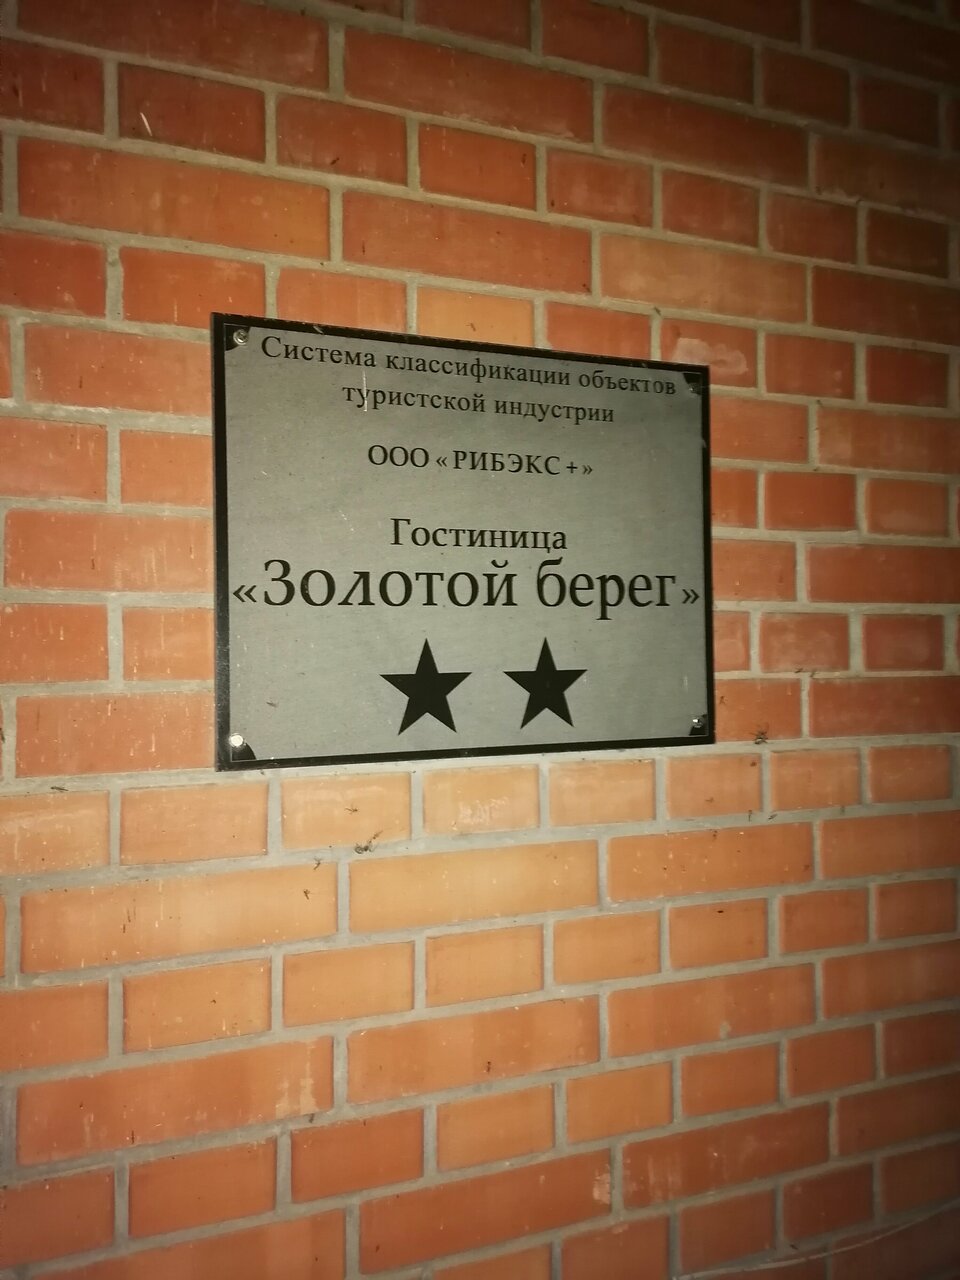 Система классификации объектов
туристской индустрии
ООО «РИБЭКС+»
Гостиница
«Золотой берег»